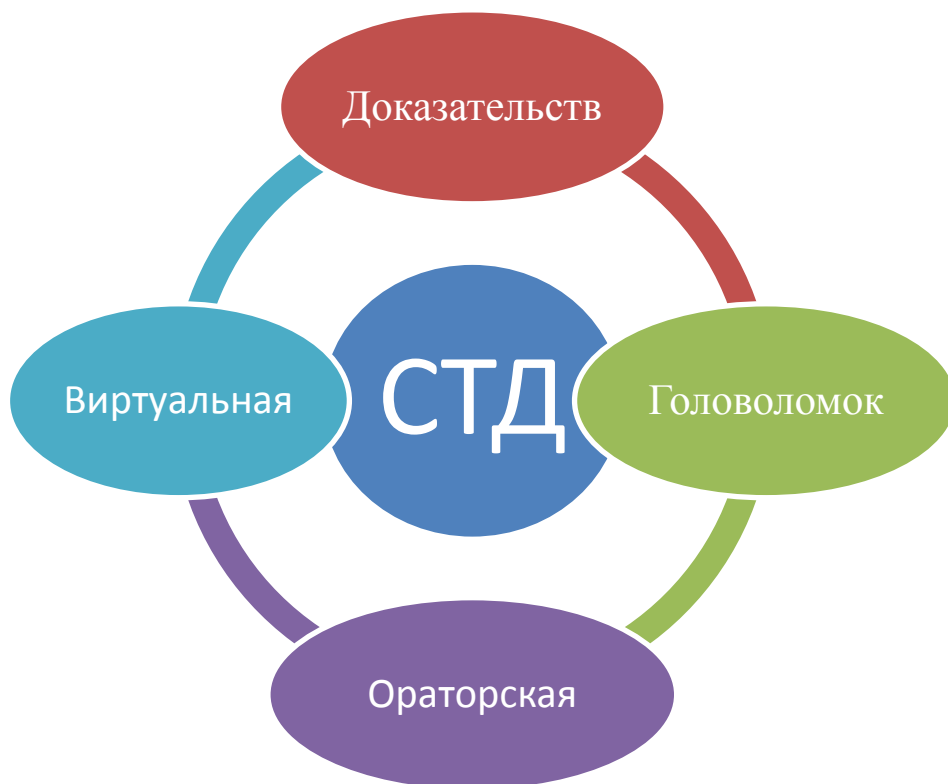 Доказательств
Виртуальная
СТД
Головоломок
Ораторская